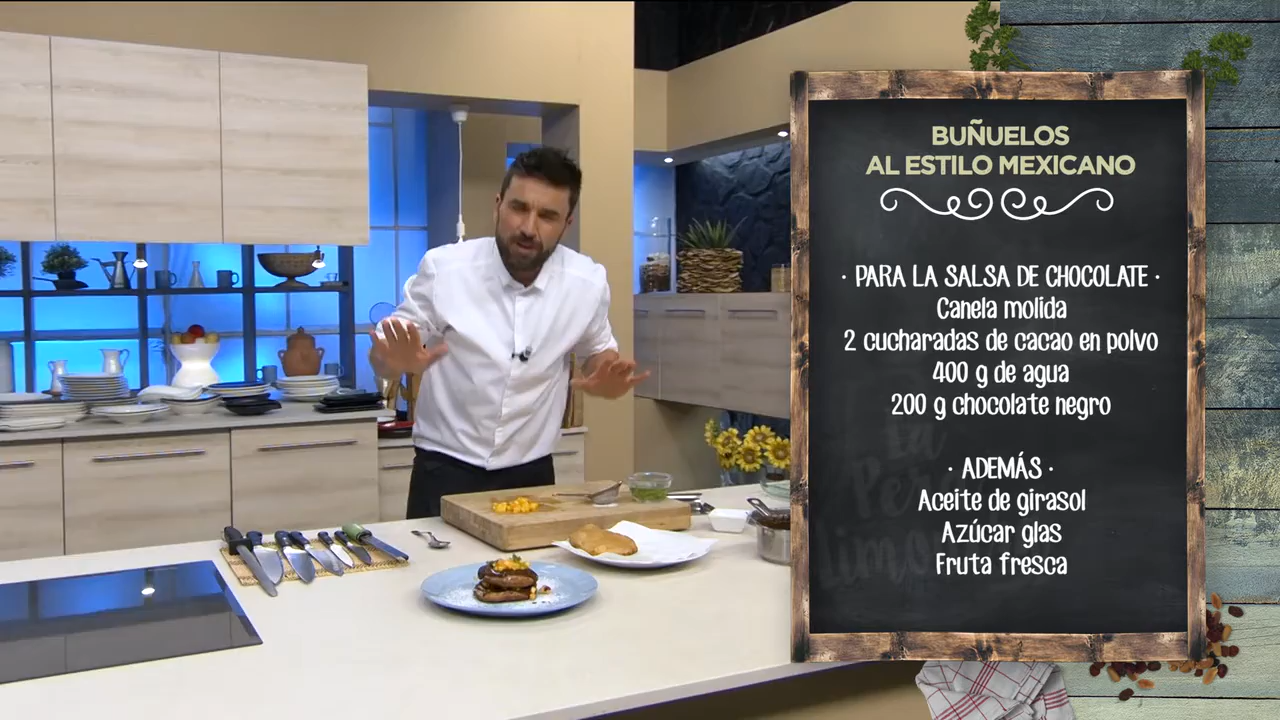 BUÑUELOS
AL ESTILO MEXICANO
· PARA LA SALSA DE CHOCOLATE ·
Canela molida
2 cucharadas de cacao en polvo
400 g de agua
200 g chocolate negro
· ADEMÁS ·
Aceite de girasol
Azúcar glas
Fruta fresca